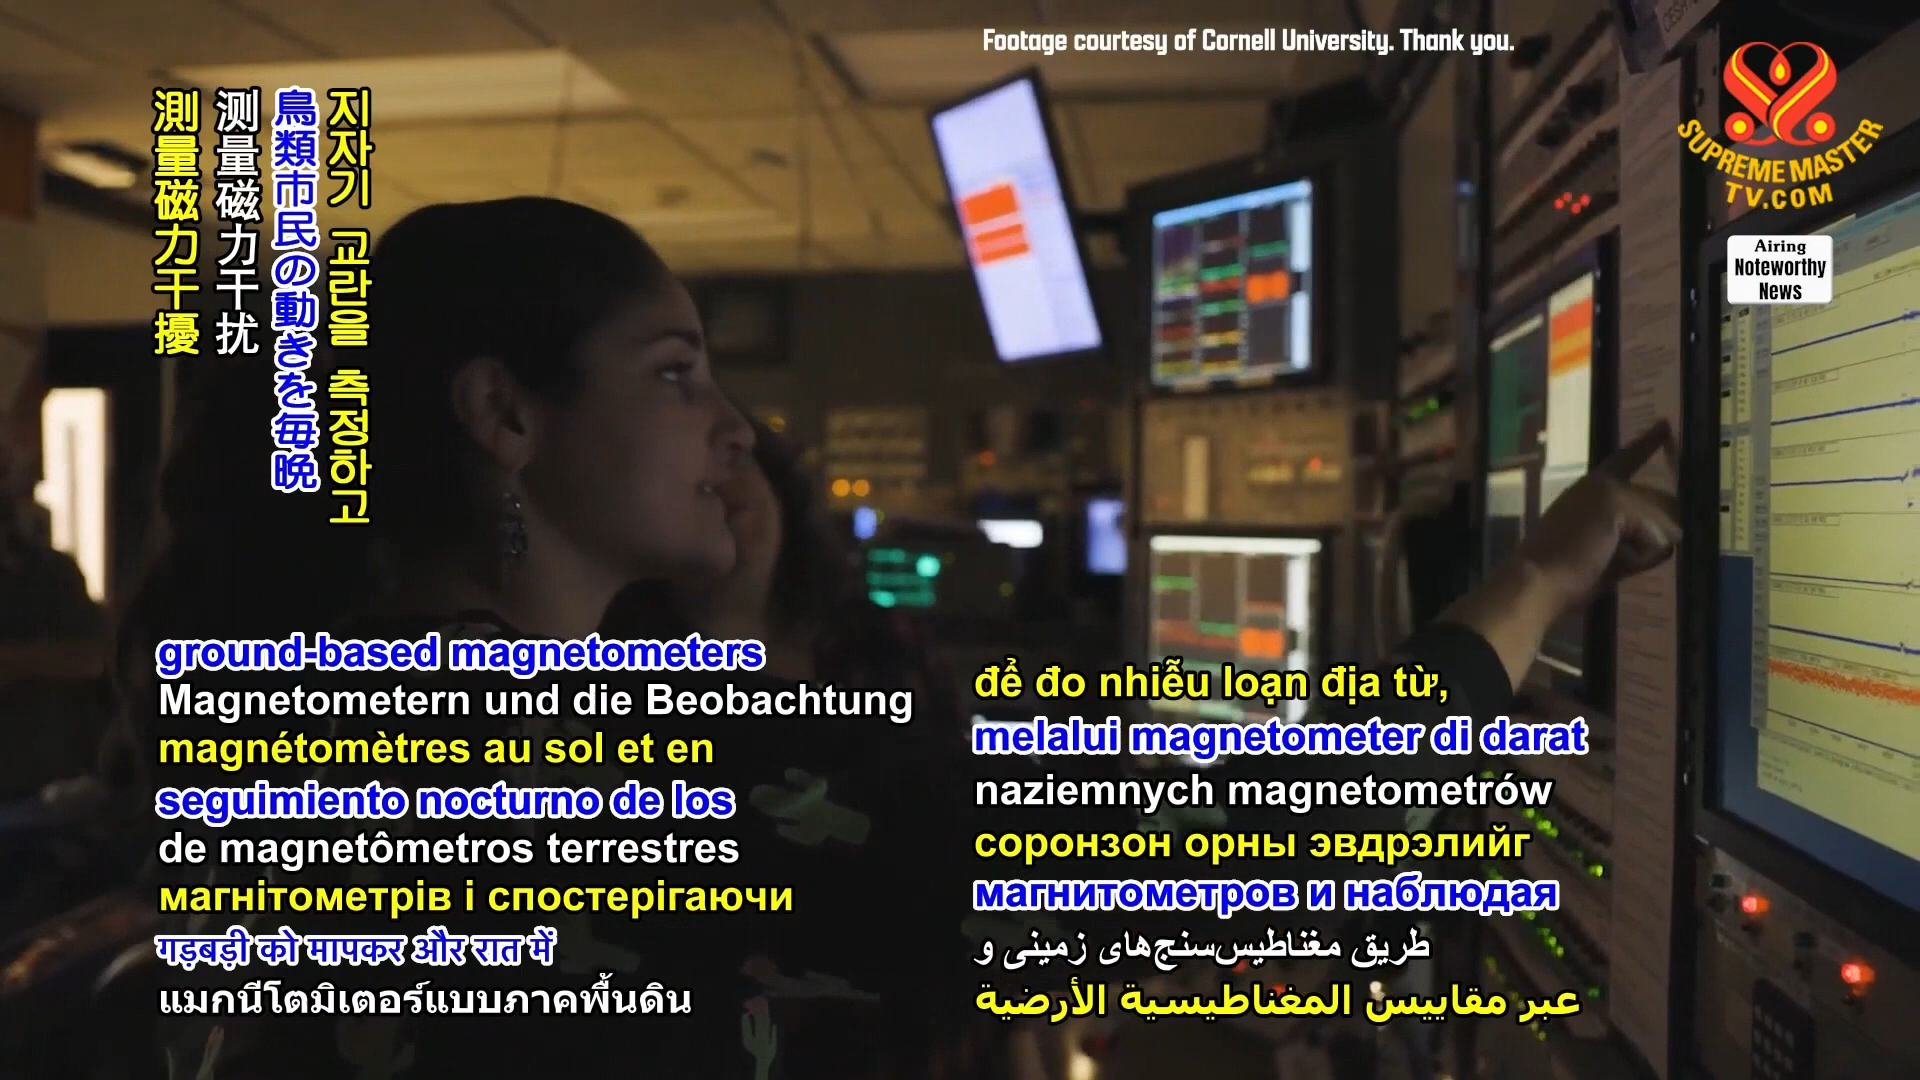 Footage courtesy of Cornell University. Thank you.
SUPREME MASTER
TV.COM
Airing
Noteworthy
News
測量磁力干擾
测量磁力干扰
鳥類市民の動きを毎晩
지자기 교란을 측정하고
ground-based magnetometers
Magnetometern und die Beobachtung
magnétomètres au sol et en
seguimiento nocturno de los
de magnetômetros terrestres
магнітометрів і спостерігаючи
गड़बड़ी को मापकर और रात में
แมกนีโตมิเตอร์แบบภาคพื้นดิน
để đo nhiễu loạn địa từ,
melalui magnetometer di darat
naziemnych magnetometrów
соронзон орны эвдрэлийг
магнитометров и наблюдая
طریق مغناطیس‌سنج‌های زمینی و
عبر مقاييس المغناطيسية الأرضية